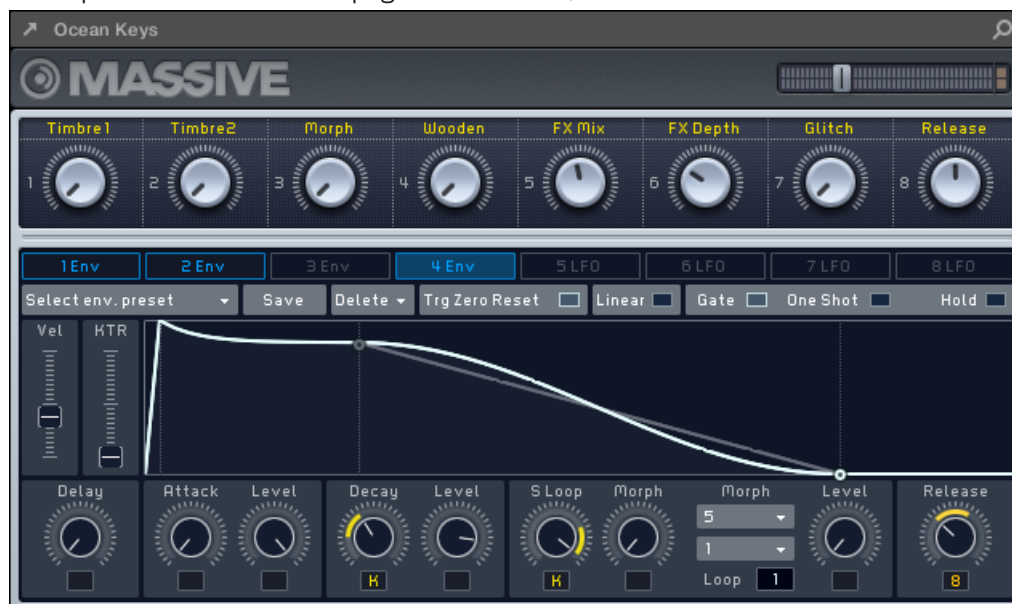 Ocean Keys
MASSIVE
Timbre1 Timbre2 Morph Wooden FX Mix FX Depth Glitch Release
1 2 3 4 5 6 7 8
1 Env 2 Env 3 Env 4 Env 5 LFO 6 LFO 7 LFO 8 LFO
Select env. preset Save Delete Trg Zero Reset Linear Gate One Shot Hold
Vel KTR
Delay Attack Level Decay Level S Loop Morph Morph Level Release
5
1
K K Loop 1 8